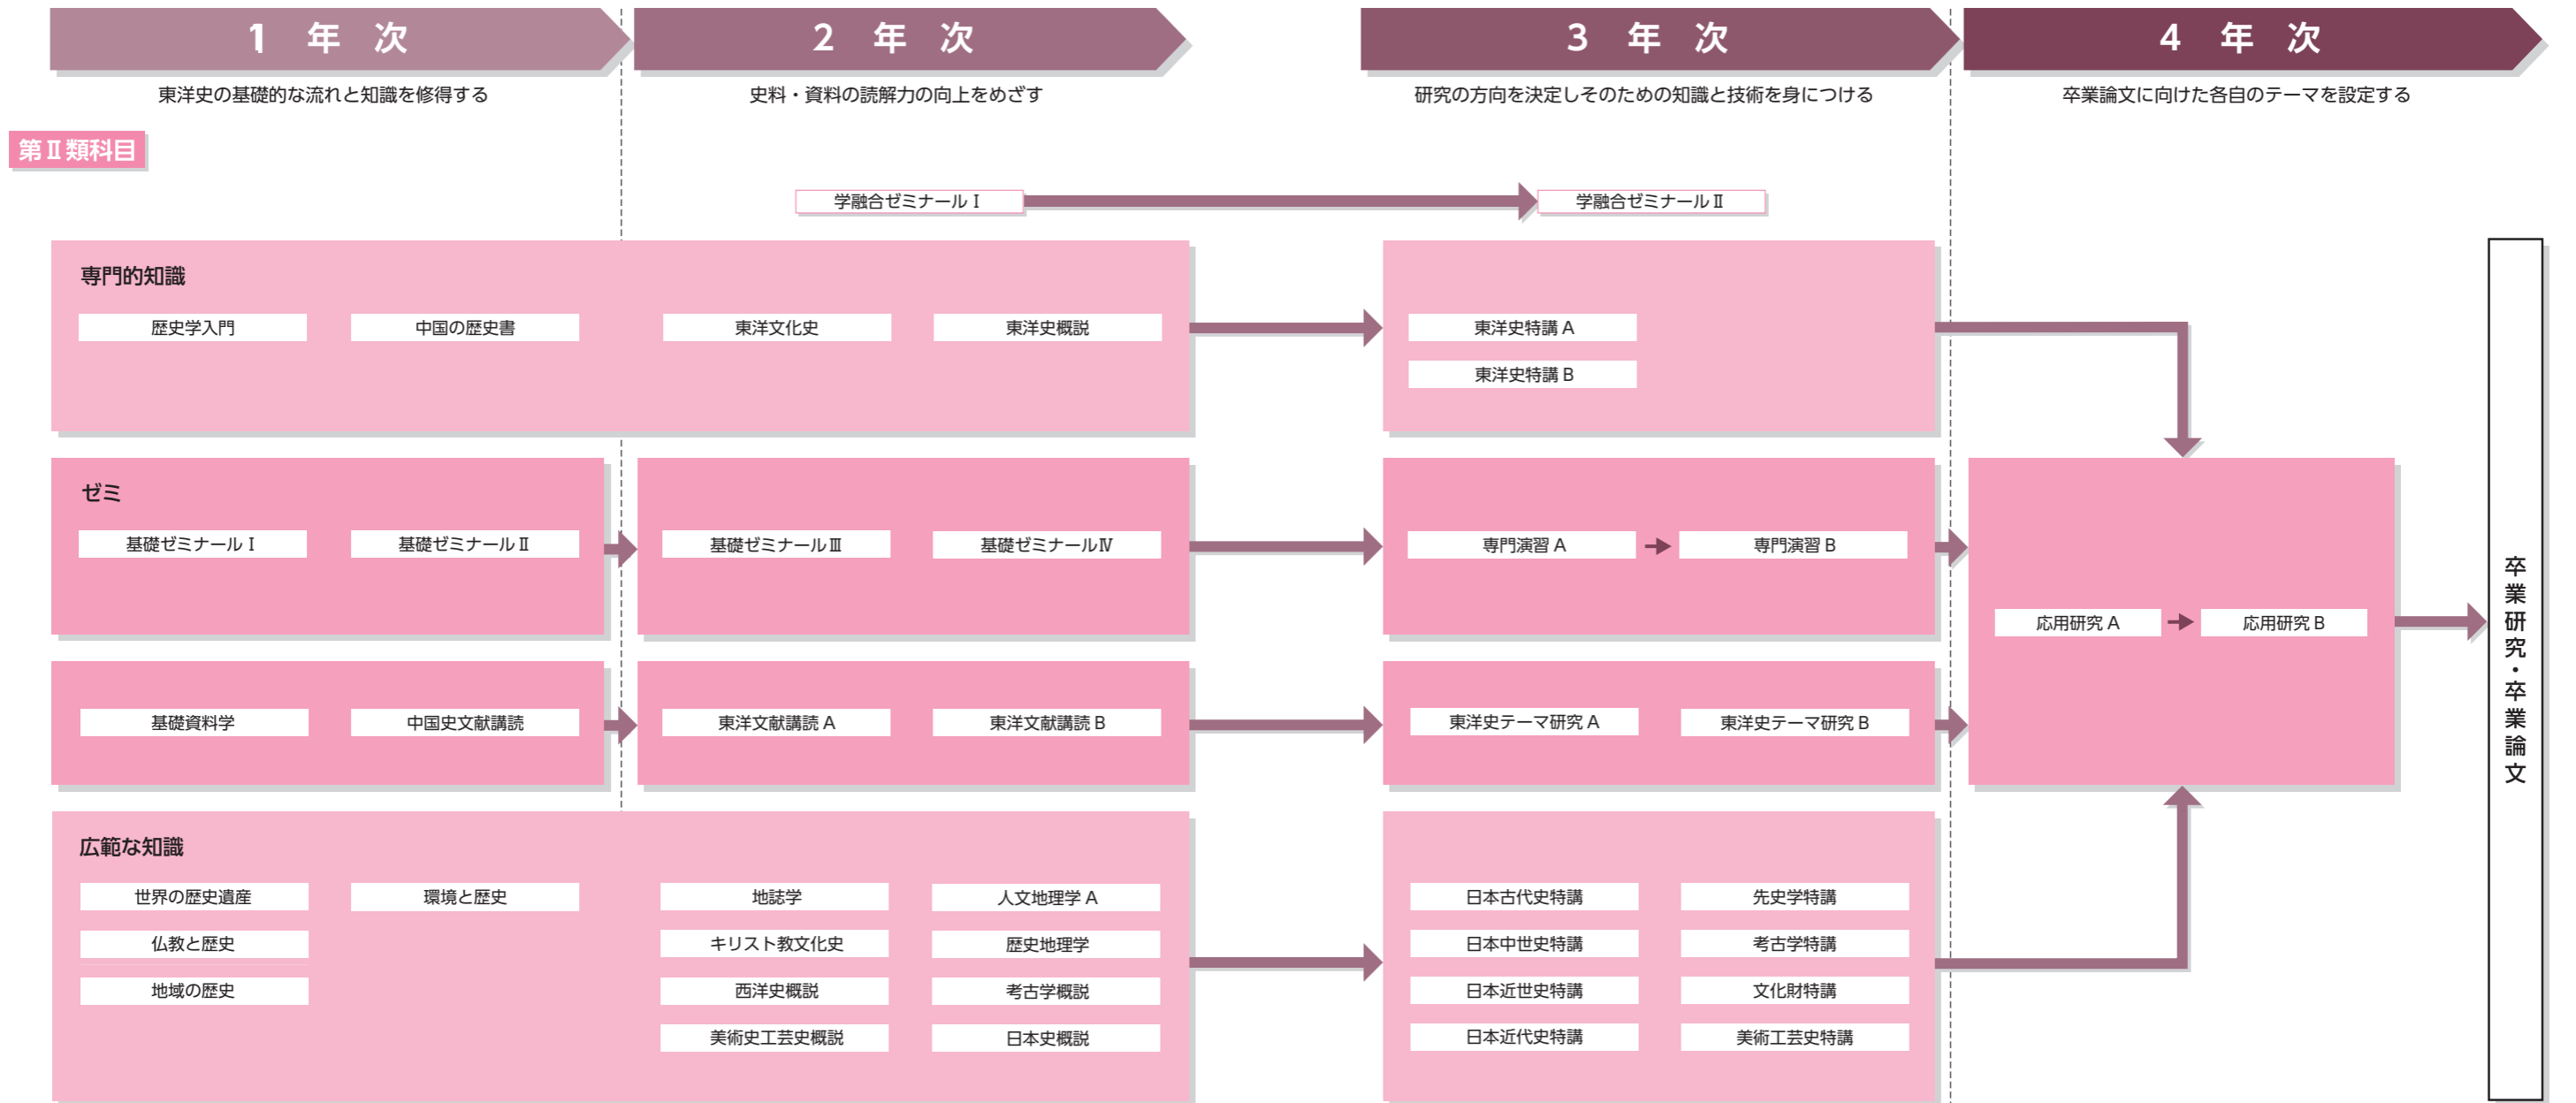 1 年 次
2 年 次
3 年 次
4 年 次
東洋史の基礎的な流れと知識を修得する
史料・資料の読解力の向上をめざす
研究の方向を決定しそのための知識と技術を身につける
卒業論文に向けた各自のテーマを設定する
第Ⅱ類科目
学融合ゼミナールⅠ
学融合ゼミナールⅡ
専門的知識
歴史学入門
中国の歴史書
東洋文化史
東洋史概説
東洋史特講 A
東洋史特講 B
ゼミ
基礎ゼミナールⅠ
基礎ゼミナールⅡ
基礎ゼミナールⅢ
基礎ゼミナールⅣ
専門演習 A
専門演習 B
応用研究 A
応用研究 B
卒業研究・卒業論文
基礎資料学
中国史文献講読
東洋文献講読 A
東洋文献講読 B
東洋史テーマ研究 A
東洋史テーマ研究 B
広範な知識
世界の歴史遺産
環境と歴史
地誌学
人文地理学 A
日本古代史特講
先史学特講
仏教と歴史
キリスト教文化史
歴史地理学
日本中世史特講
考古学特講
地域の歴史
西洋史概説
考古学概説
日本近世史特講
文化財特講
美術史工芸史概説
日本史概説
日本近代史特講
美術工芸史特講